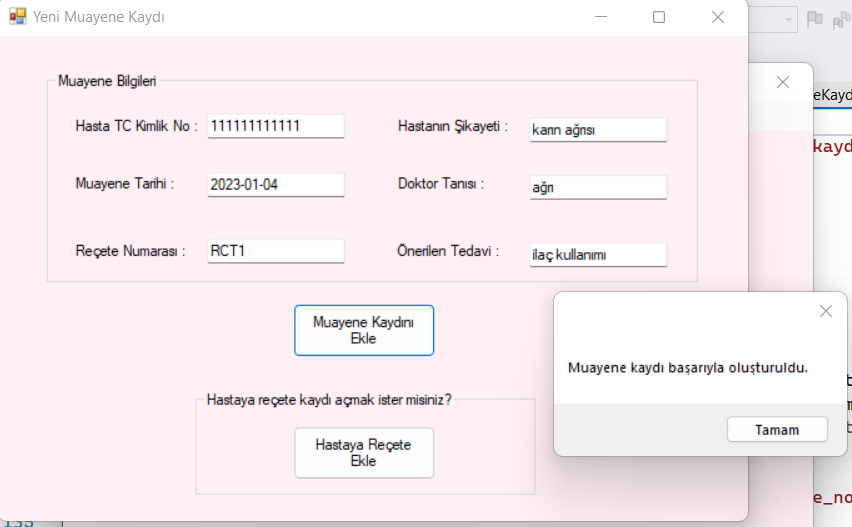 Yeni Muayene Kaydı
Muayene Bilgileri
Hasta TC Kimlik No : 111111111111
Hastanın Şikayeti : karın ağrısı
Muayene Tarihi : 2023-01-04
Doktor Tanısı : ağrı
Reçete Numarası : RCT1
Önerilen Tedavi : ilaç kullanımı
Muayene Kaydını
Ekle
Muayene kaydı başarıyla oluşturuldu.
Tamam
Hastaya reçete kaydı açmak ister misiniz?
Hastaya Reçete
Ekle
eKayd
kayd
e_no